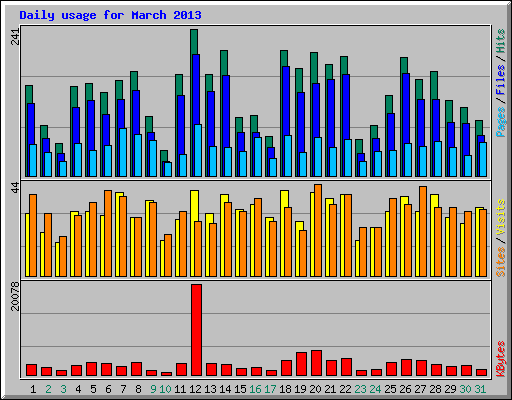 Daily usage for March 2013
241
Pages / Files / Hits
44
Sites / Visits
20078
KBytes
1 2 3 4 5 6 7 8 9 10 11 12 13 14 15 16 17 18 19 20 21 22 23 24 25 26 27 28 29 30 31